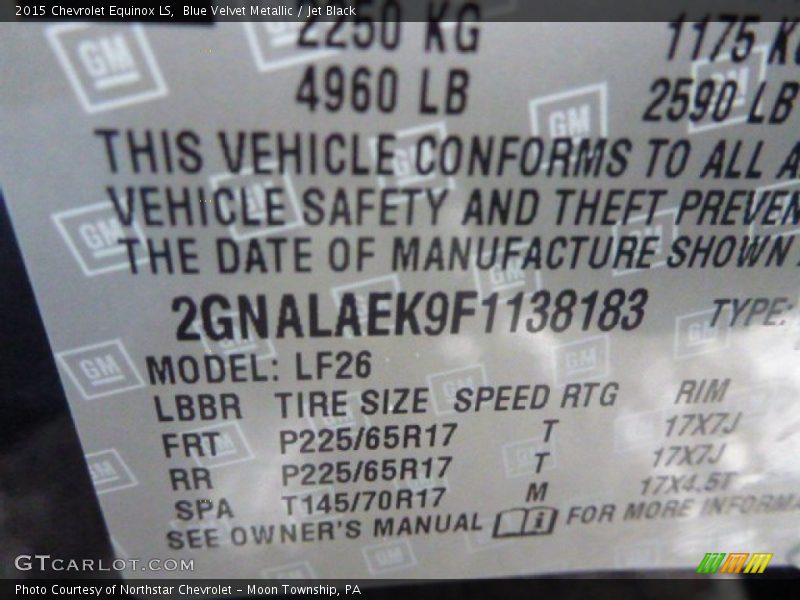 2015 Chevrolet Equinox LS,  Blue Velvet Metallic / Jet Black
2250 KG 1175 KG
4960 LB 2590 LB
THIS VEHICLE CONFORMS TO ALL A
VEHICLE SAFETY AND THEFT PREVEN
THE DATE OF MANUFACTURE SHOWN
2GNALAEK9F1138183 TYPE:
MODEL: LF26
LBBR TIRE SIZE SPEED RTG RIM
FRT P225/65R17 T 17X7J
RR P225/65R17 T 17X7J
SPA T145/70R17 M 17X4.5T
SEE OWNER'S MANUAL i FOR MORE INFORMA
GTCARLOT.COM
Photo Courtesy of Northstar Chevrolet - Moon Township, PA